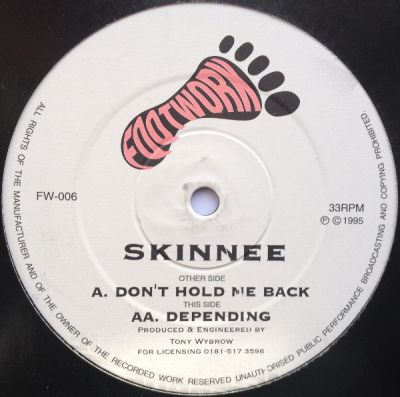 FOOTWORK
FW-006
33RPM
℗ © 1995
SKINNEE
OTHER SIDE
A. DON'T HOLD ME BACK
THIS SIDE
AA. DEPENDING
PRODUCED & ENGINEERED BY
TONY WYBROW
FOR LICENSING 0181-517 3596
ALL RIGHTS OF THE MANUFACTURER AND OF THE OWNER OF THE RECORDED WORK RESERVED UNAUTHORISED PUBLIC PERFORMANCE BROADCASTING AND COPYING PROHIBITED.